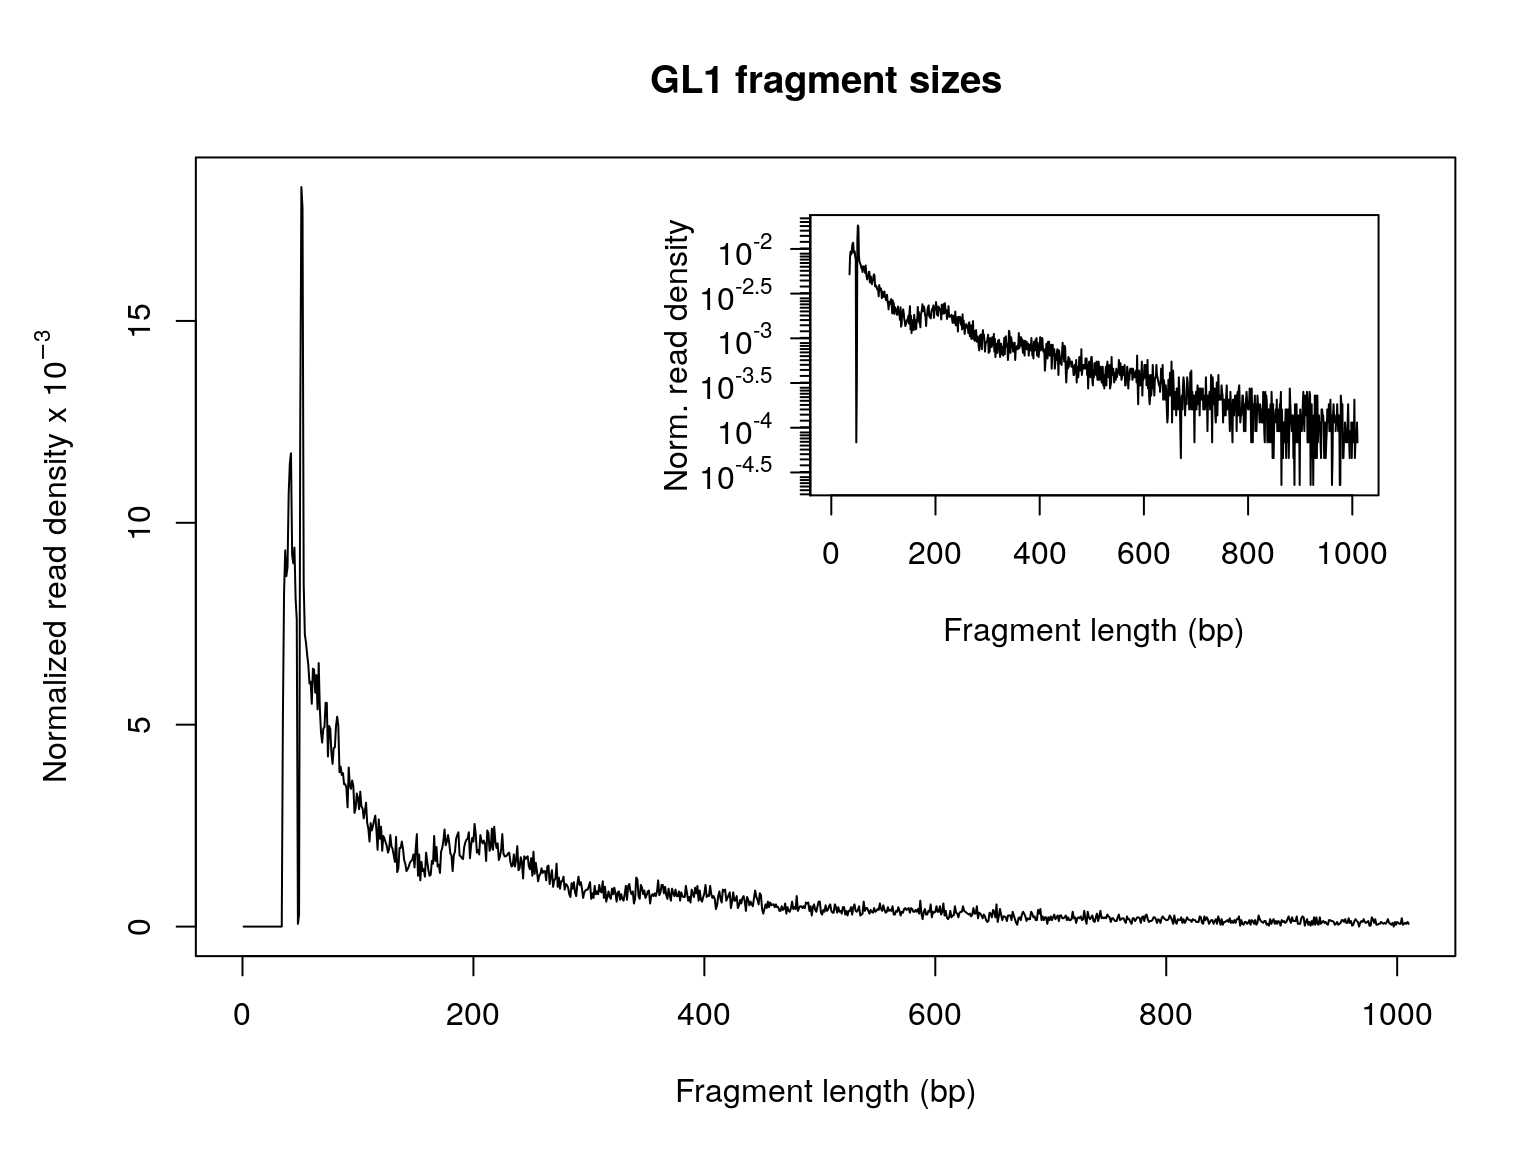 GL1 fragment sizes
Normalized read density x 10⁻³
15
10
5
0
0 200 400 600 800 1000
Fragment length (bp)
Norm. read density
10⁻²
10⁻²·⁵
10⁻³
10⁻³·⁵
10⁻⁴
10⁻⁴·⁵
0 200 400 600 800 1000
Fragment length (bp)